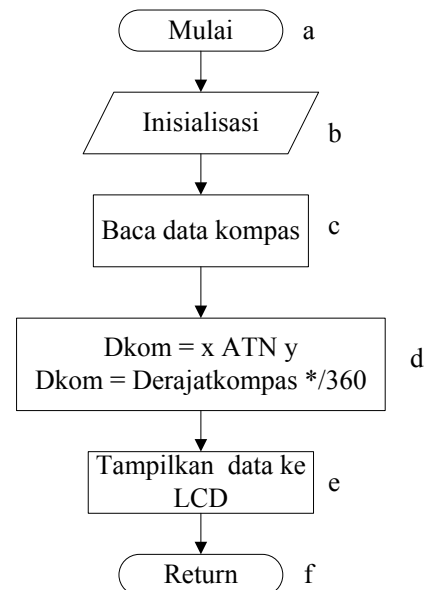 Mulai
a
Inisialisasi
b
Baca data kompas
c
Dkom = x ATN y
Dkom = Derajatkompas */360
d
Tampilkan data ke
LCD
e
Return
f